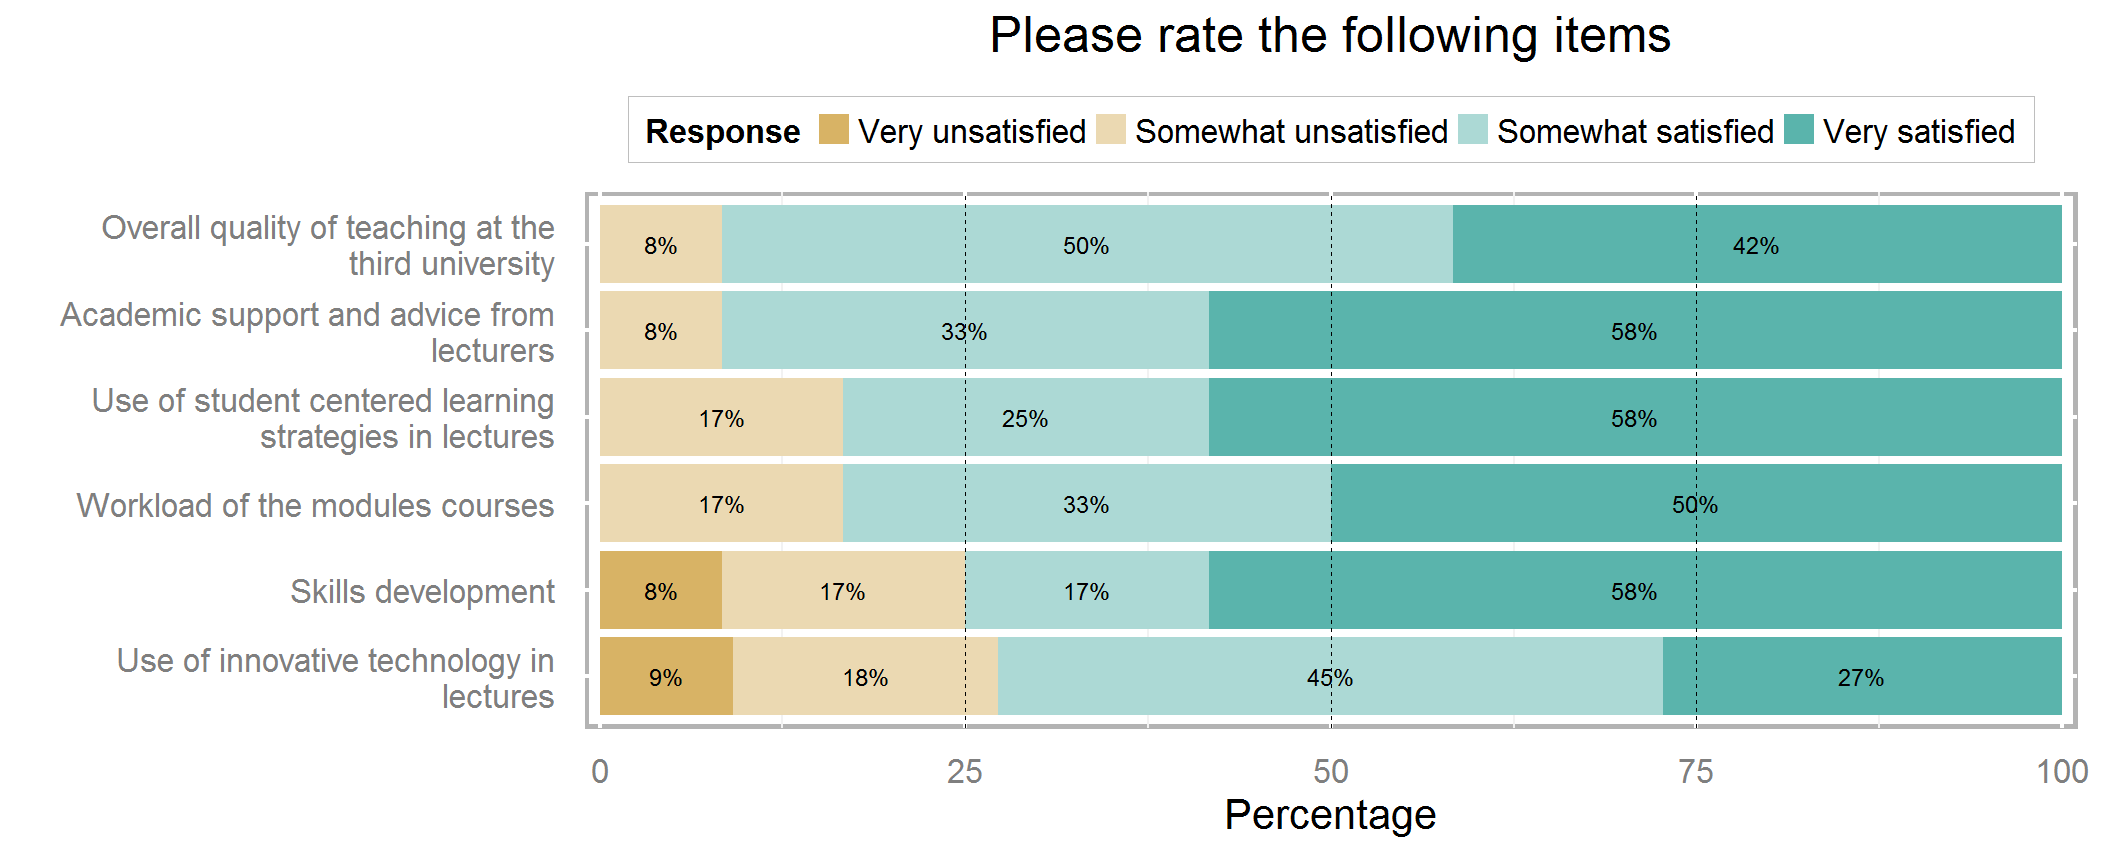 Please rate the following items
Response Very unsatisfied Somewhat unsatisfied Somewhat satisfied Very satisfied
Overall quality of teaching at the
third university
8% 50% 42%
Academic support and advice from
lecturers
8% 33% 58%
Use of student centered learning
strategies in lectures
17% 25% 58%
Workload of the modules courses
17% 33% 50%
Skills development
8% 17% 17% 58%
Use of innovative technology in
lectures
9% 18% 45% 27%
0 25 50 75 100
Percentage